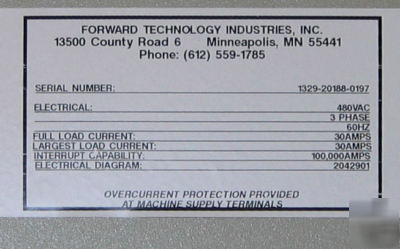 FORWARD TECHNOLOGY INDUSTRIES, INC.
13500 County Road 6 Minneapolis, MN 55441
Phone: (612) 559-1785
SERIAL NUMBER: 1329-20188-0197
ELECTRICAL: 480VAC
3 PHASE
60HZ
FULL LOAD CURRENT: 30AMPS
LARGEST LOAD CURRENT: 30AMPS
INTERRUPT CAPABILITY: 100,000AMPS
ELECTRICAL DIAGRAM: 2042901
OVERCURRENT PROTECTION PROVIDED
AT MACHINE SUPPLY TERMINALS